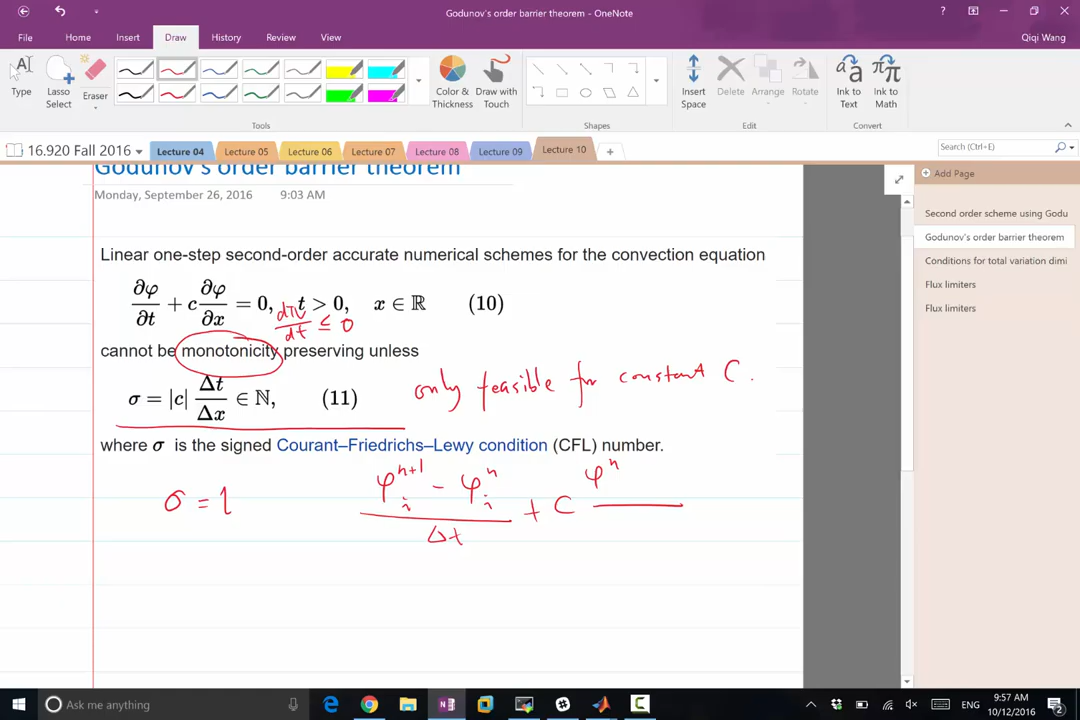 Godunov's order barrier theorem - OneNote
?
File Home Insert Draw History Review View
Qiqi Wang
Type
Lasso Select
Eraser
Color & Thickness
Draw with Touch
Insert Space
Delete
Arrange
Rotate
Ink to Text
Ink to Math
Tools Shapes Edit Convert
16.920 Fall 2016 Lecture 04 Lecture 05 Lecture 06 Lecture 07 Lecture 08 Lecture 09 Lecture 10 +
Search (Ctrl+E)
Godunov's order barrier theorem
Monday, September 26, 2016 9:03 AM
Linear one-step second-order accurate numerical schemes for the convection equation
∂φ/∂t + c ∂φ/∂x = 0, t > 0, x ∈ ℝ (10)
dTV/dt ≤ 0
cannot be monotonicity preserving unless
σ = |c| Δt/Δx ∈ ℕ, (11) only feasible for constant C.
where σ is the signed Courant–Friedrichs–Lewy condition (CFL) number.
σ = 1 (φᵢⁿ⁺¹ - φᵢⁿ)/Δt + C φⁿ
Add Page
Second order scheme using Godu
Godunov's order barrier theorem
Conditions for total variation dimi
Flux limiters
Flux limiters
Ask me anything
ENG
9:57 AM
10/12/2016
2